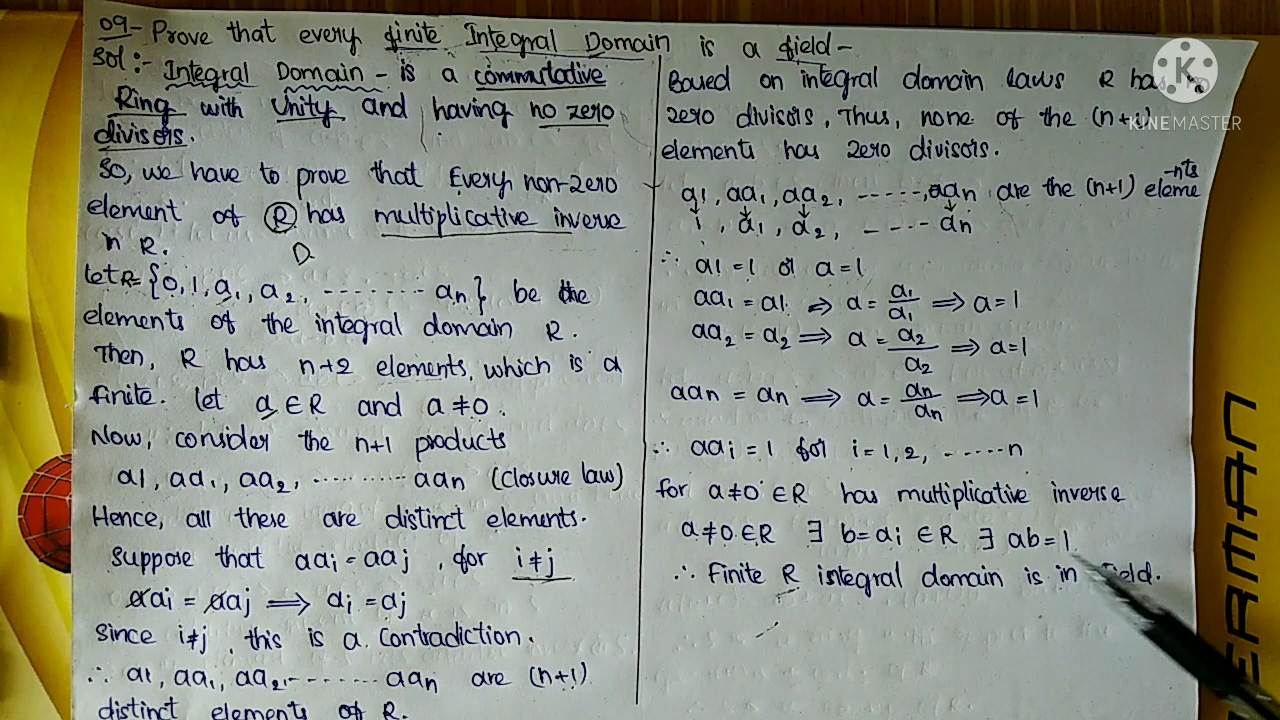 09- Prove that every finite Integral Domain is a field-
Sol:- Integral Domain - is a commutative
Ring with Unity and having no zero
divisors.
So, we have to prove that Every non-zero
element of R has multiplicative inverse
in R.
D
let R = {0, 1, a1, a2, -------- an} be the
elements of the integral domain R.
Then, R has n+2 elements, which is a
finite. let a ∈ R and a ≠ 0.
Now, consider the n+1 products
a1, aa1, aa2, ---------- aan (closure law)
Hence, all these are distinct elements.
Suppose that aai = aaj, for i ≠ j
aai = aaj ⟹ ai = aj
Since i ≠ j, this is a contradiction.
∴ a1, aa1, aa2, ------- aan are (n+1)
distinct elements of R.
Based on integral domain laws R has
zero divisors, Thus, none of the (n+1)
elements has zero divisors.
a1, aa1, aa2, ------, aan are the (n+1) eleme
-nts
↓ ↓ ↓ ↓
1, a1, a2, ---- an
∴ a1 = 1 or a = 1
aa1 = a1 ⟹ a = a1/a1 ⟹ a = 1
aa2 = a2 ⟹ a = a2/a2 ⟹ a = 1
aan = an ⟹ a = an/an ⟹ a = 1
∴ aai = 1 for i = 1, 2, ------ n
for a ≠ 0 ∈ R has multiplicative inverse
a ≠ 0 ∈ R ∃ b = ai ∈ R ∃ ab = 1
∴ Finite R integral domain is in field.
K
KINEMASTER
ERMAN